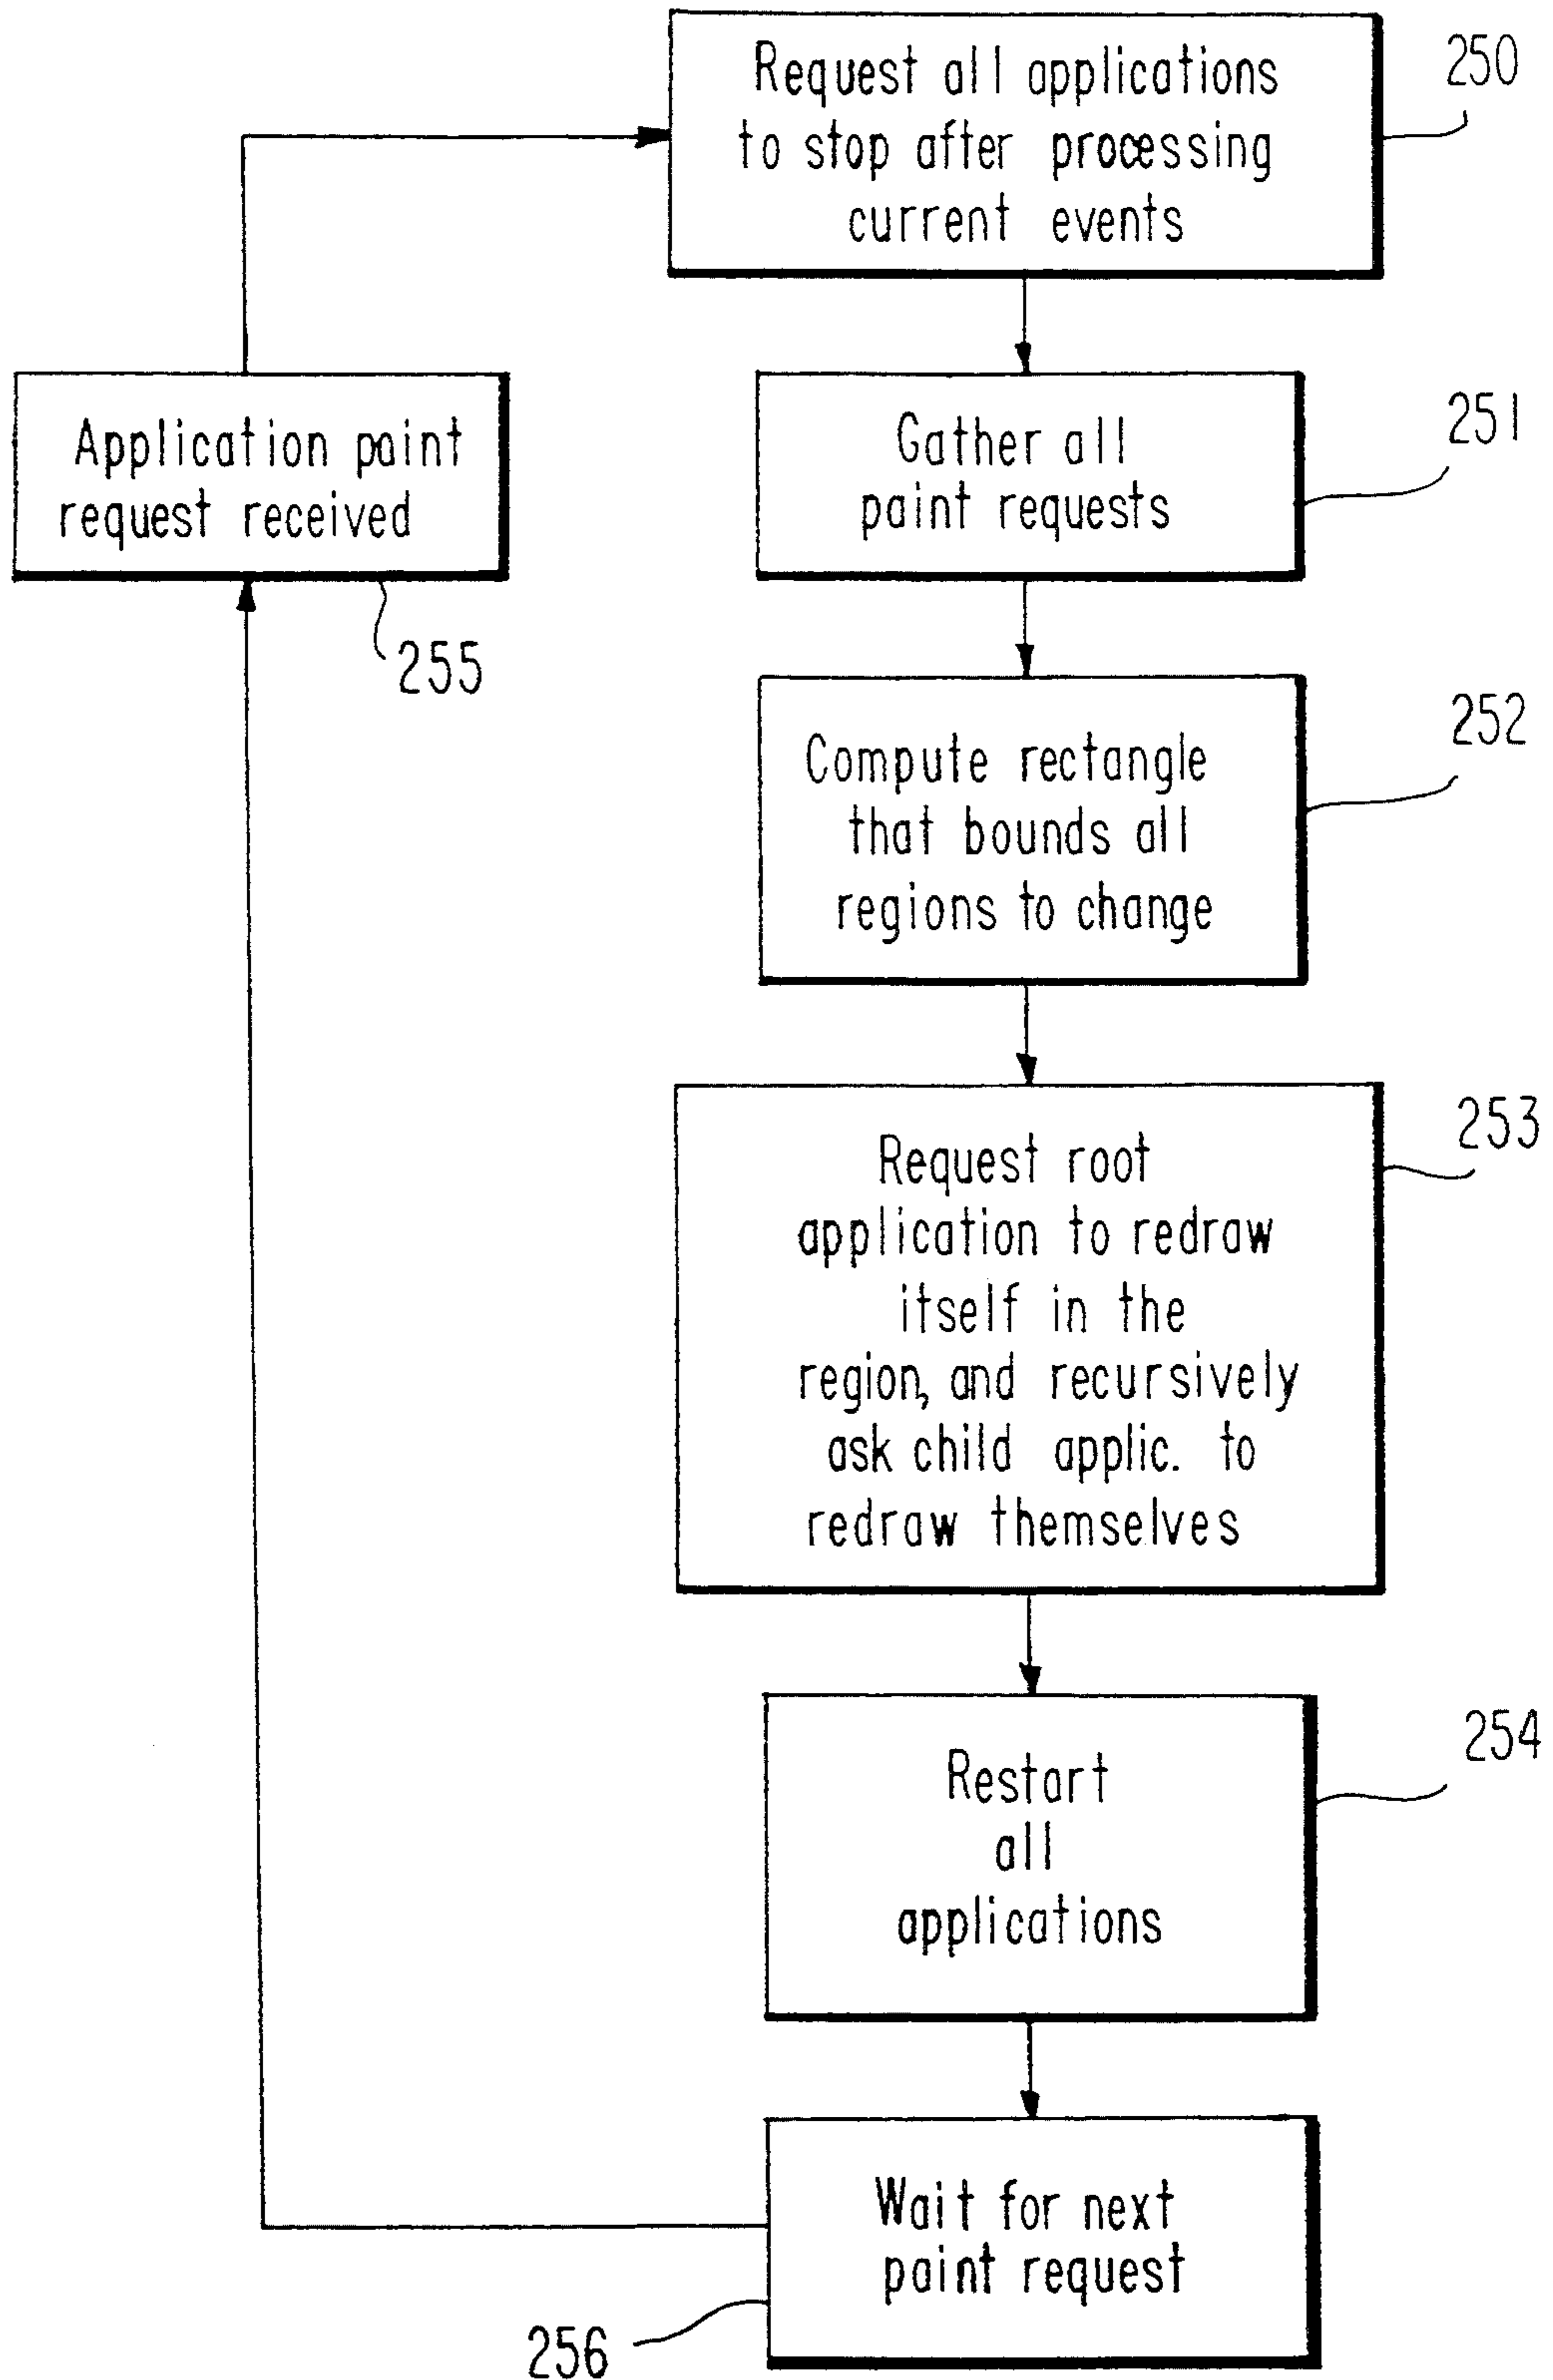 Request all applications
to stop after processing
current events
250
Application paint
request received
255
Gather all
paint requests
251
Compute rectangle
that bounds all
regions to change
252
Request root
application to redraw
itself in the
region, and recursively
ask child applic. to
redraw themselves
253
Restart
all
applications
254
Wait for next
paint request
256